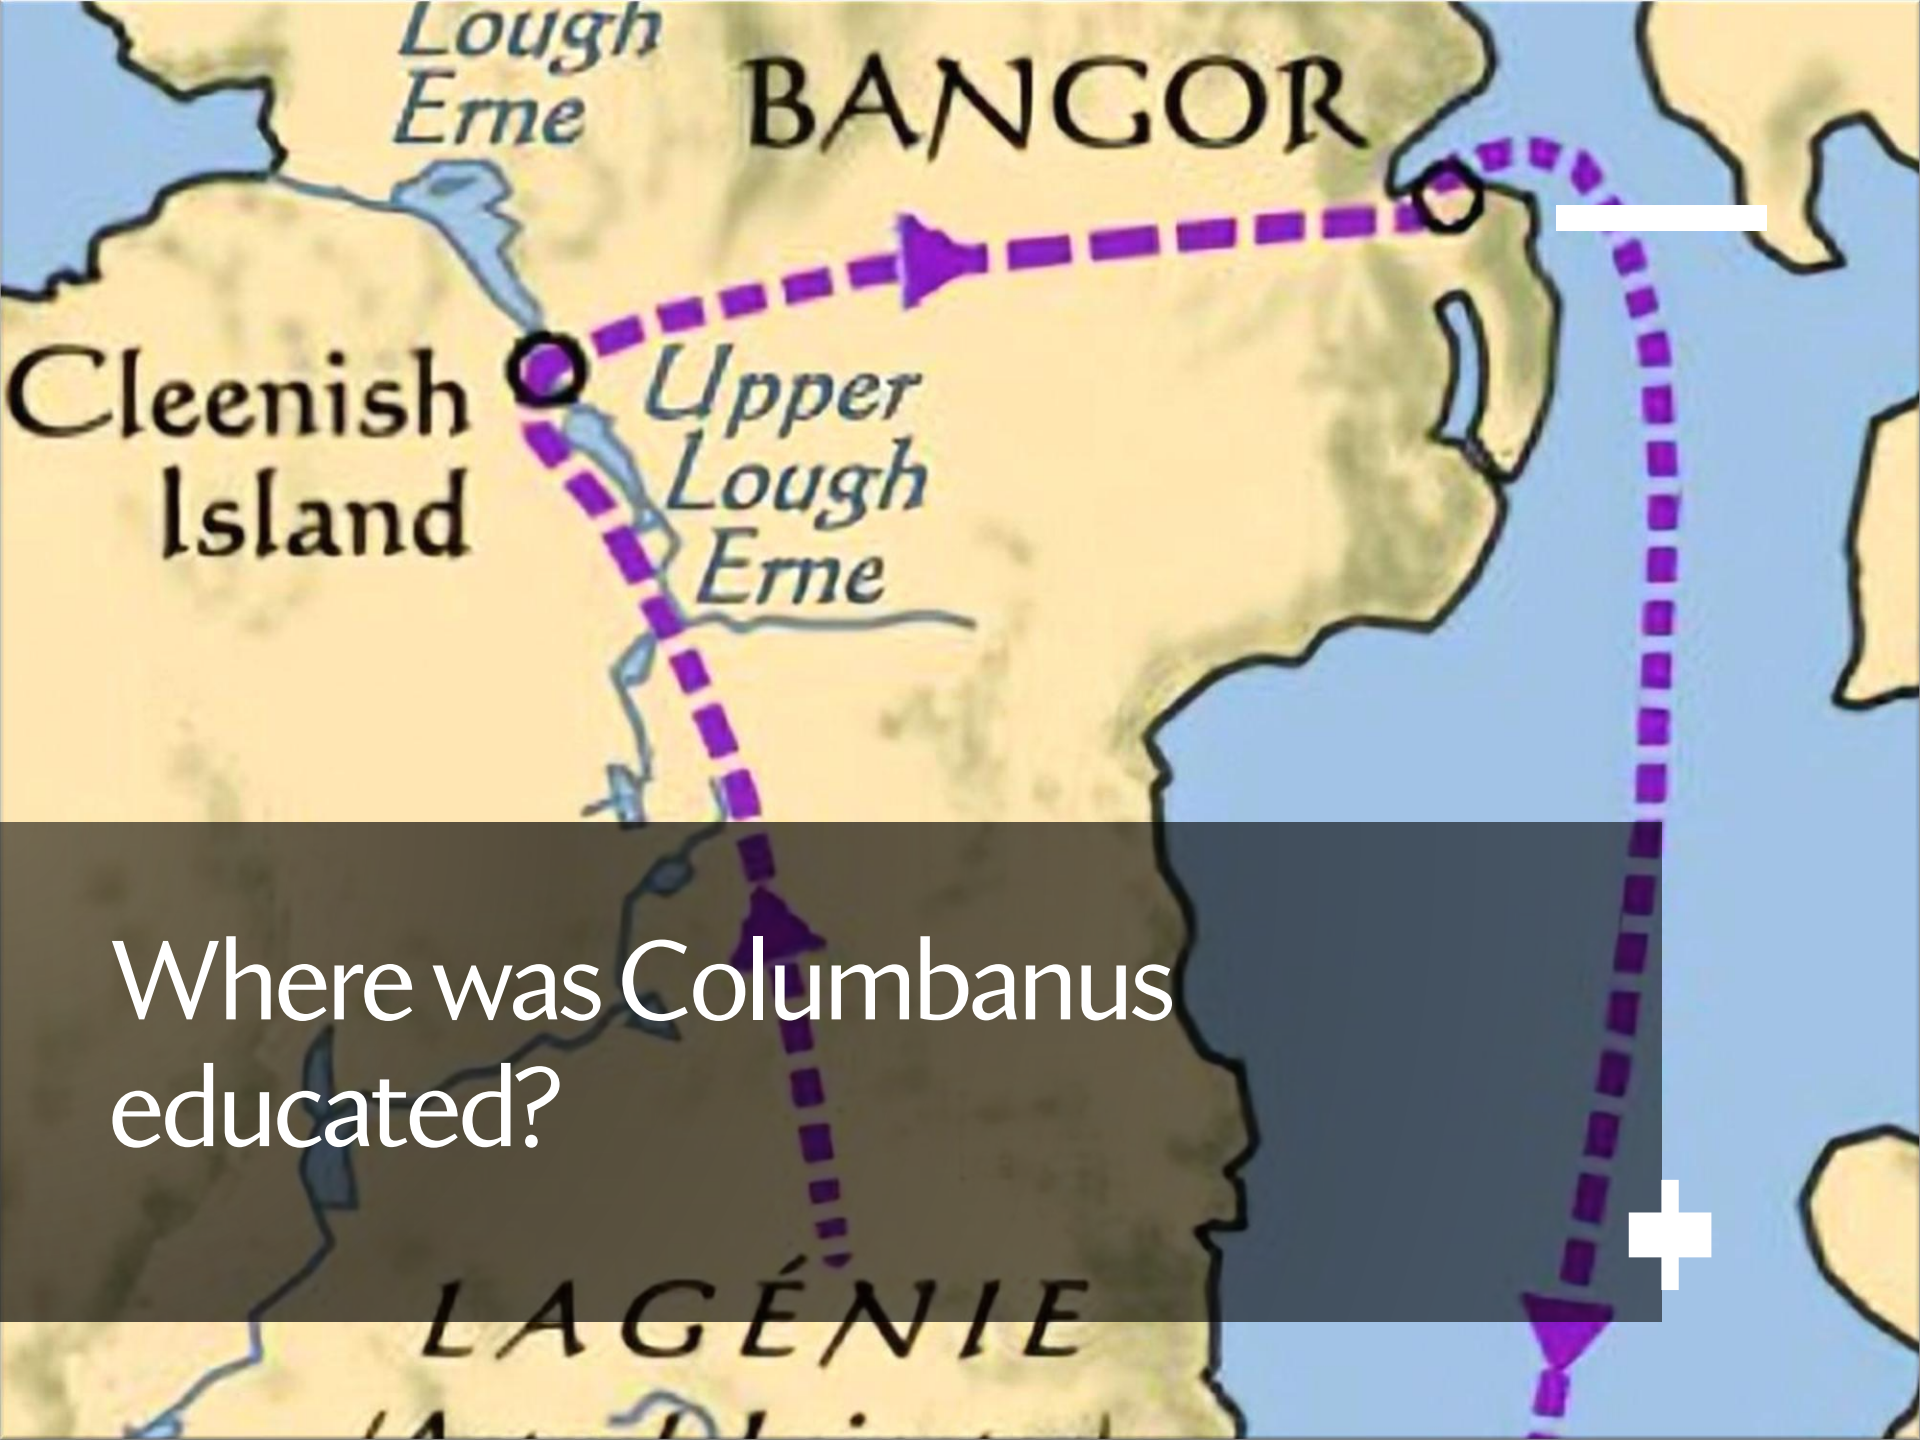 Lough
Erne
BANGOR
Cleenish
Island
Upper
Lough
Erne
Where was Columbanus
educated?
LAGÉNIE